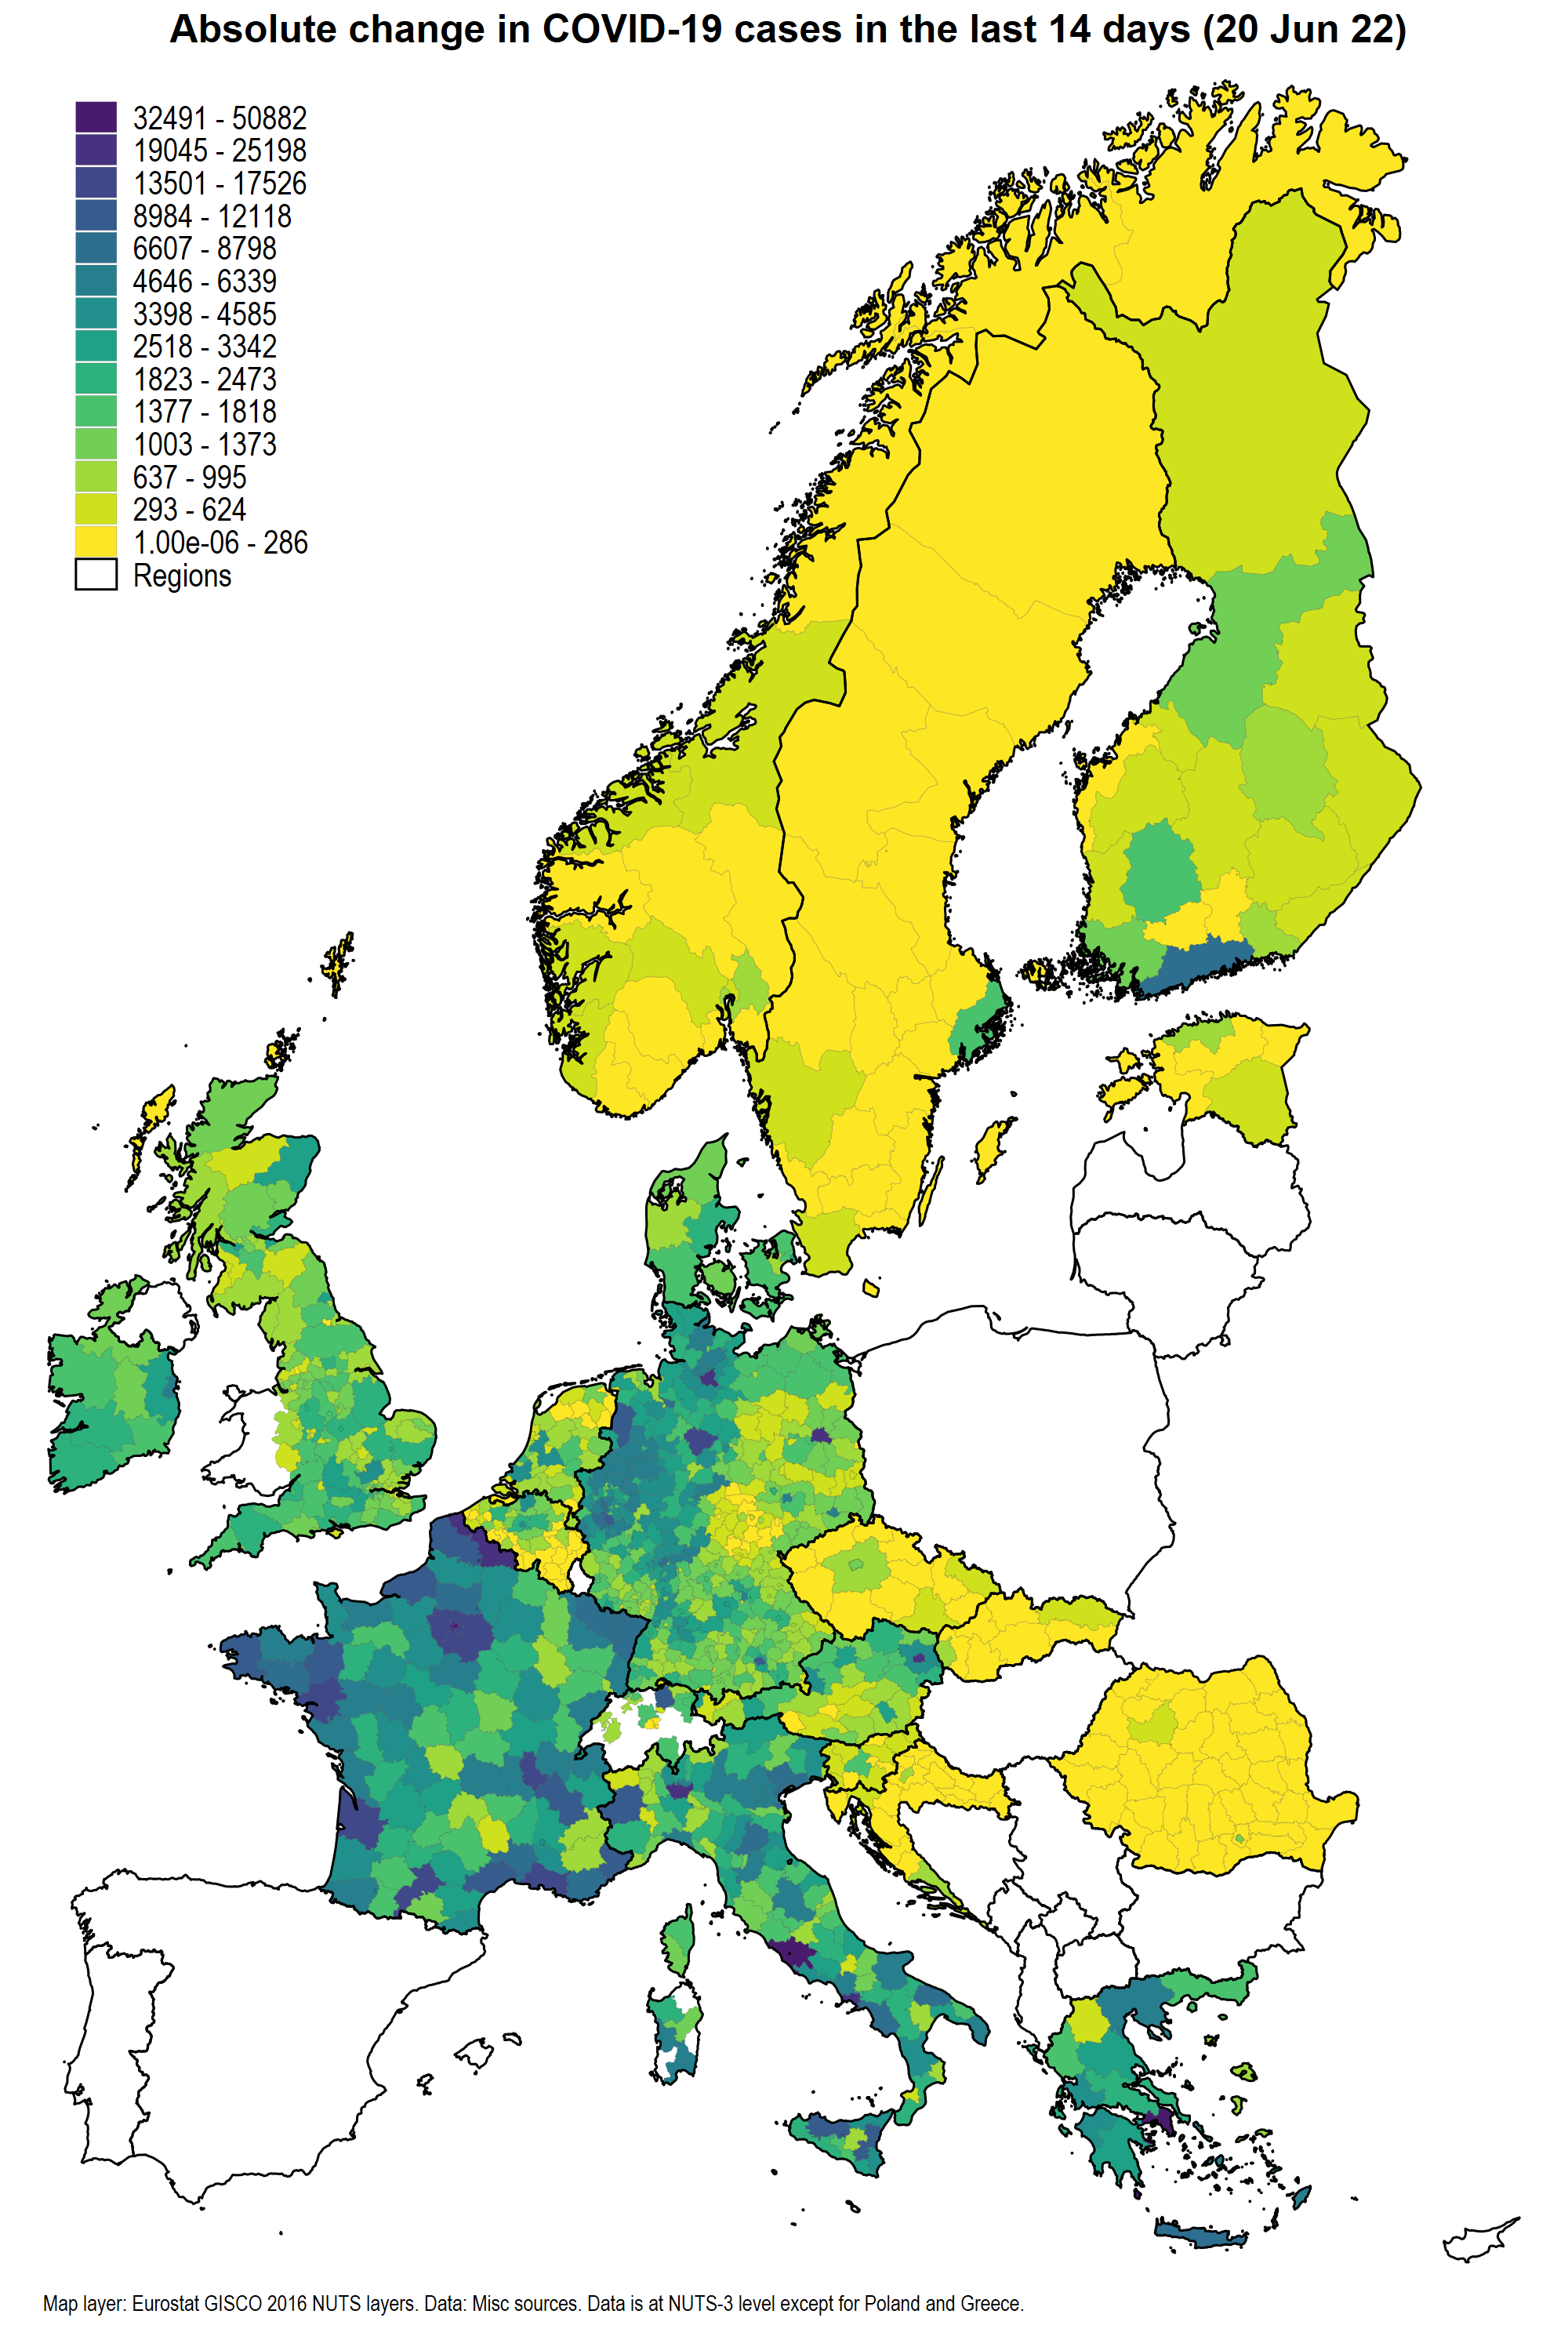 Absolute change in COVID-19 cases in the last 14 days (20 Jun 22)
32491 - 50882
19045 - 25198
13501 - 17526
8984 - 12118
6607 - 8798
4646 - 6339
3398 - 4585
2518 - 3342
1823 - 2473
1377 - 1818
1003 - 1373
637 - 995
293 - 624
1.00e-06 - 286
Regions
Map layer: Eurostat GISCO 2016 NUTS layers. Data: Misc sources. Data is at NUTS-3 level except for Poland and Greece.